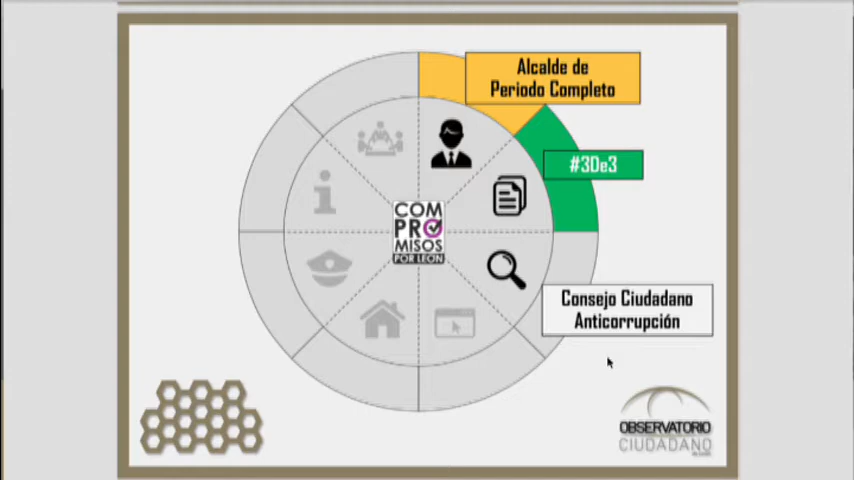 Alcalde de
Periodo Completo
#3De3
COM
PRO
MISOS
POR LEON
Consejo Ciudadano
Anticorrupción
OBSERVATORIO
CIUDADANO